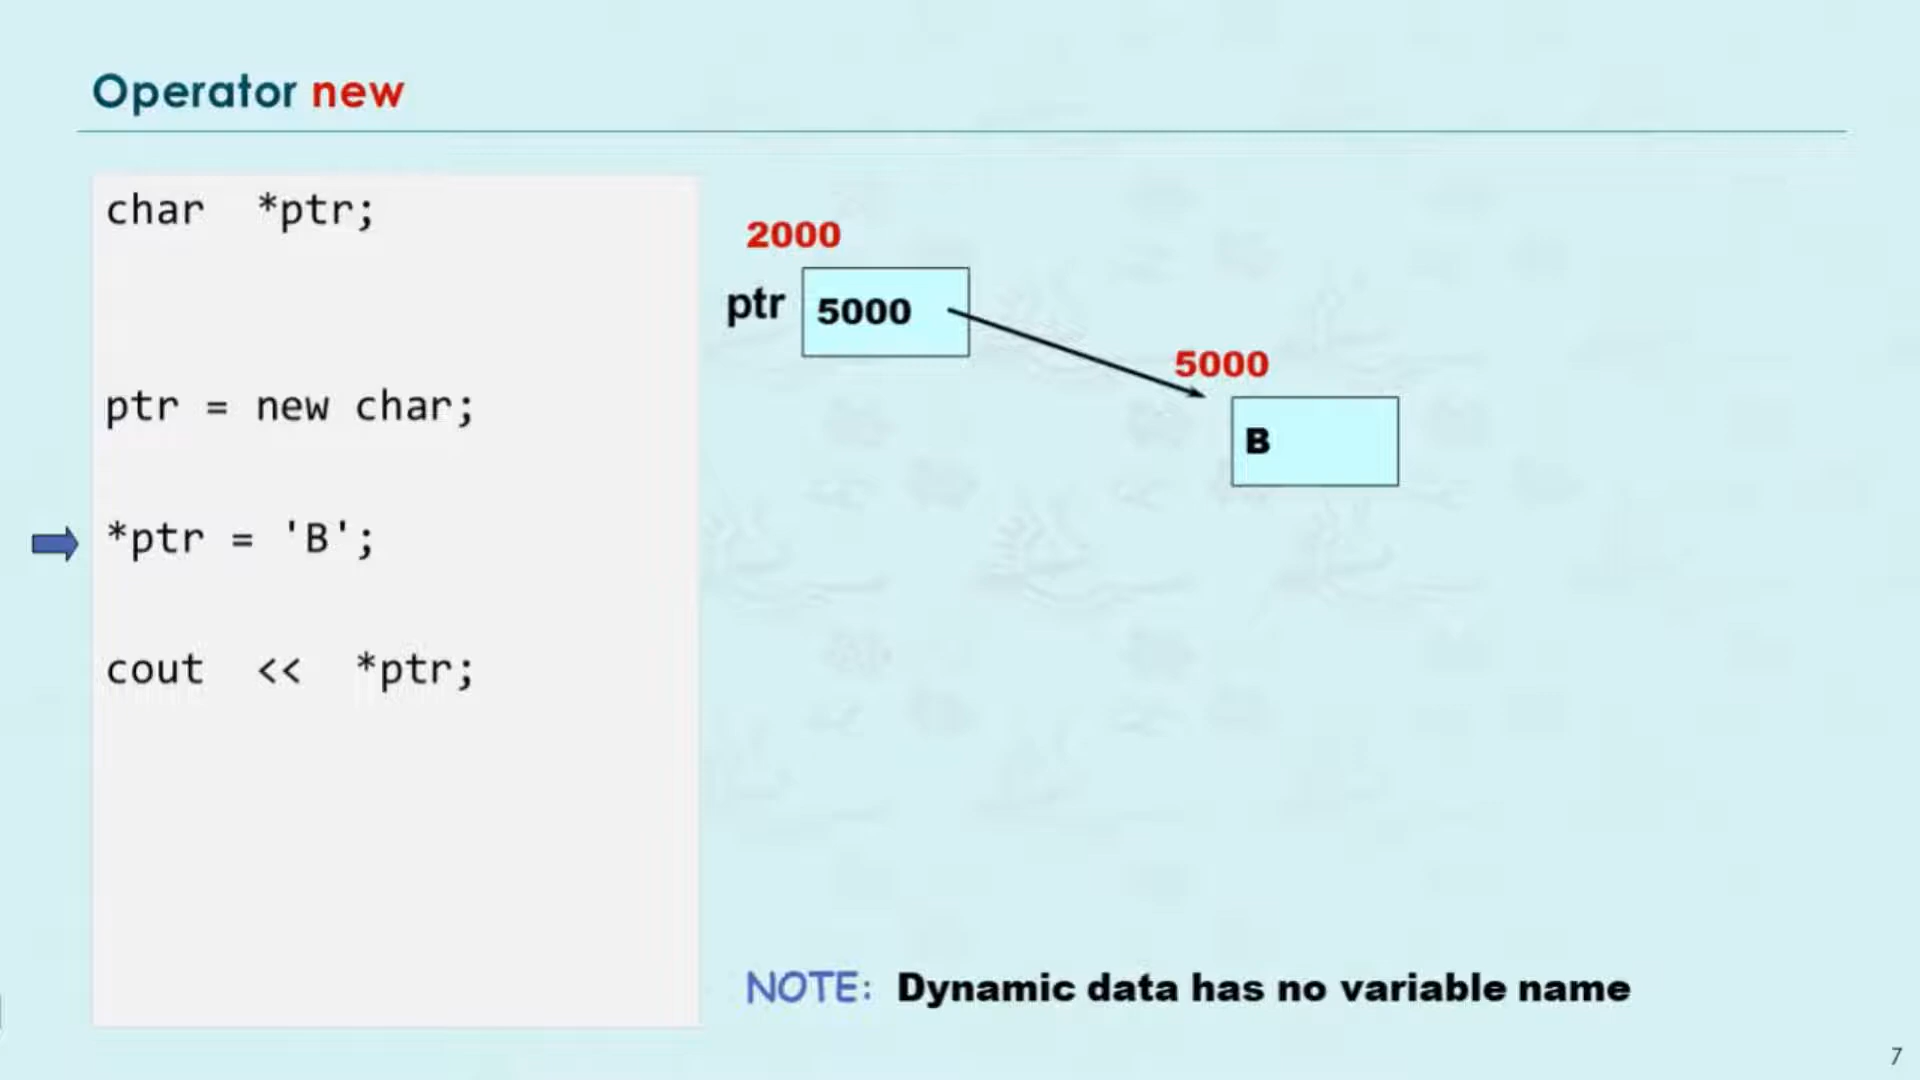 Operator new
char *ptr;
ptr = new char;
*ptr = 'B';
cout << *ptr;
2000
ptr 5000
5000
B
NOTE: Dynamic data has no variable name
7